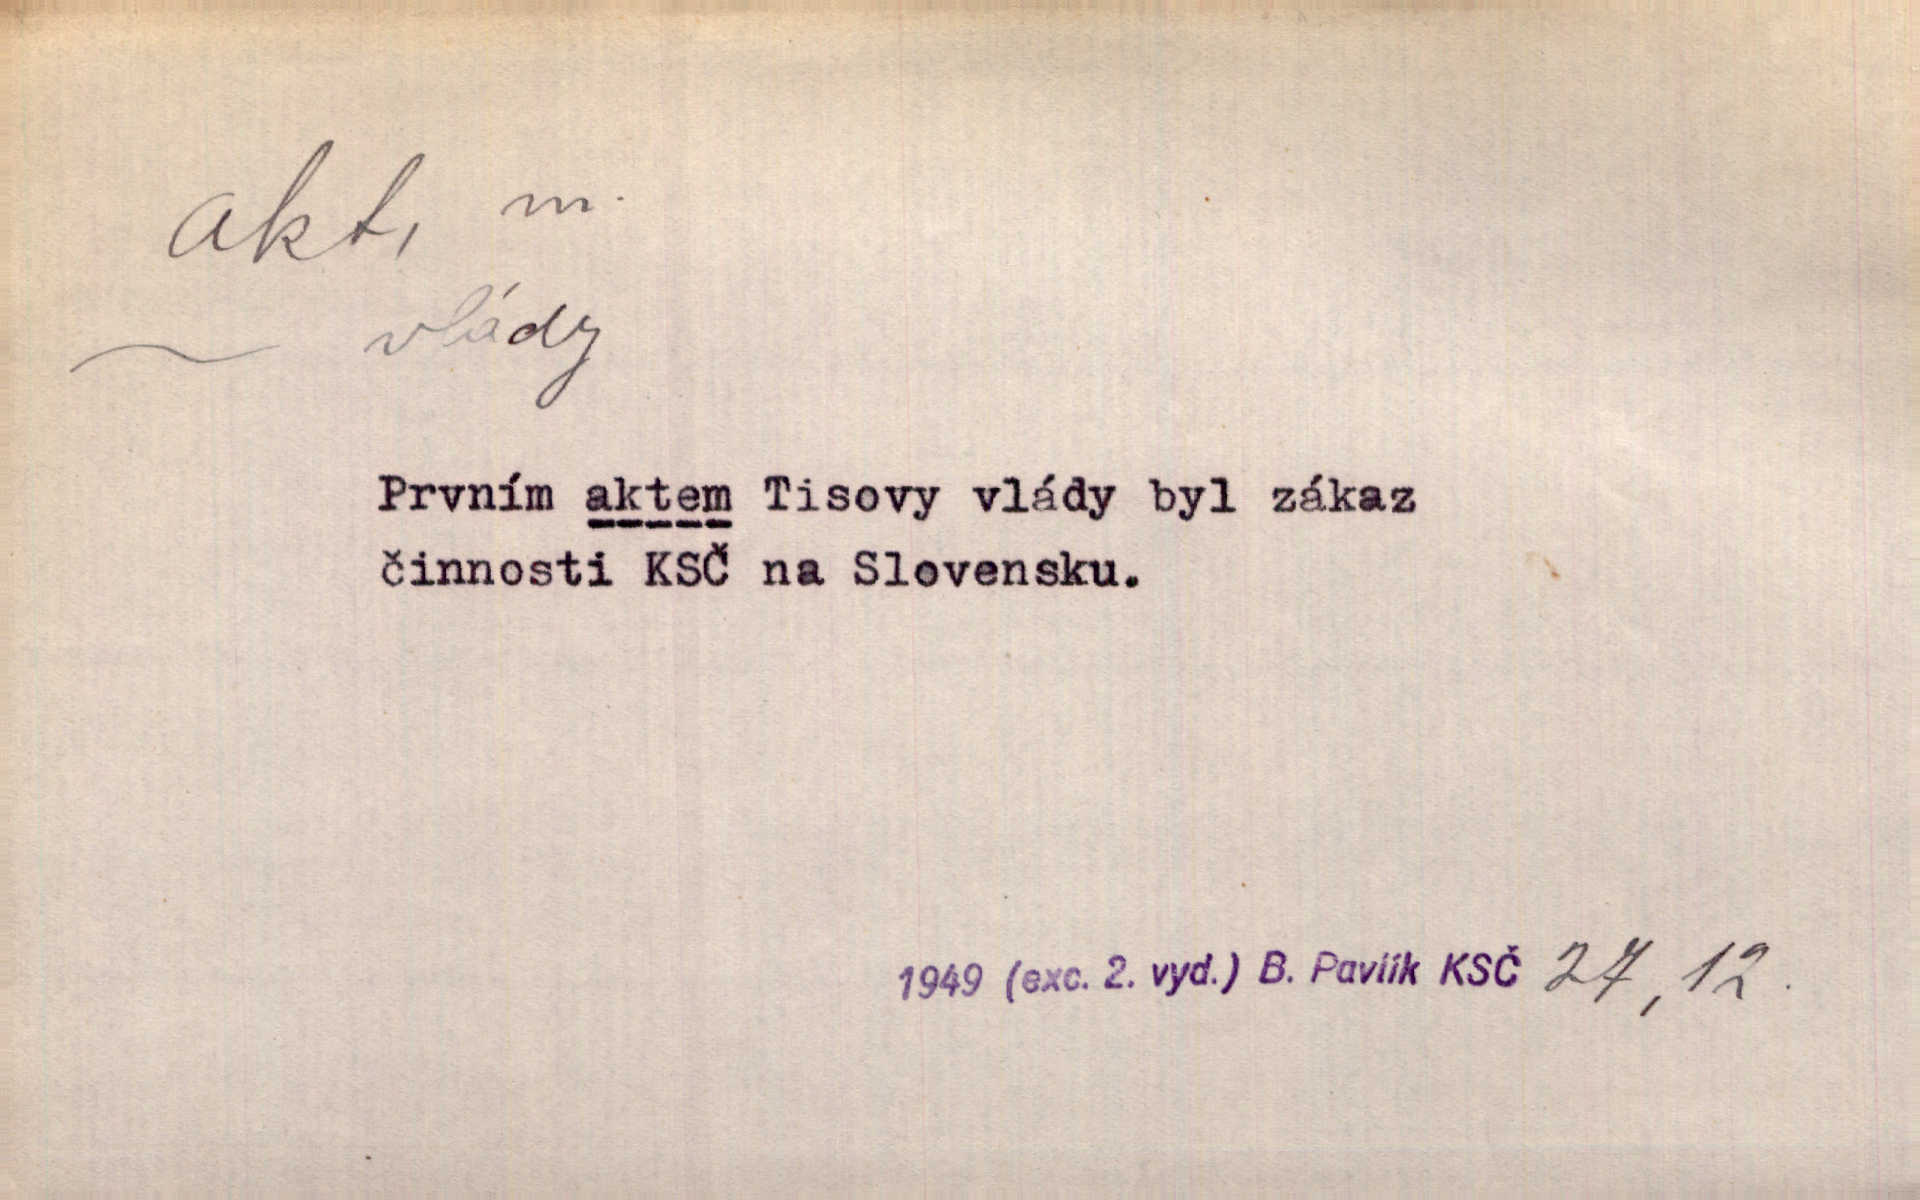 akt, m.
~ vlády
Prvním aktem Tisovy vlády byl zákaz
činnosti KSČ na Slovensku.
1949 (exc. 2. vyd.) B. Pavlík KSČ 27, 12.